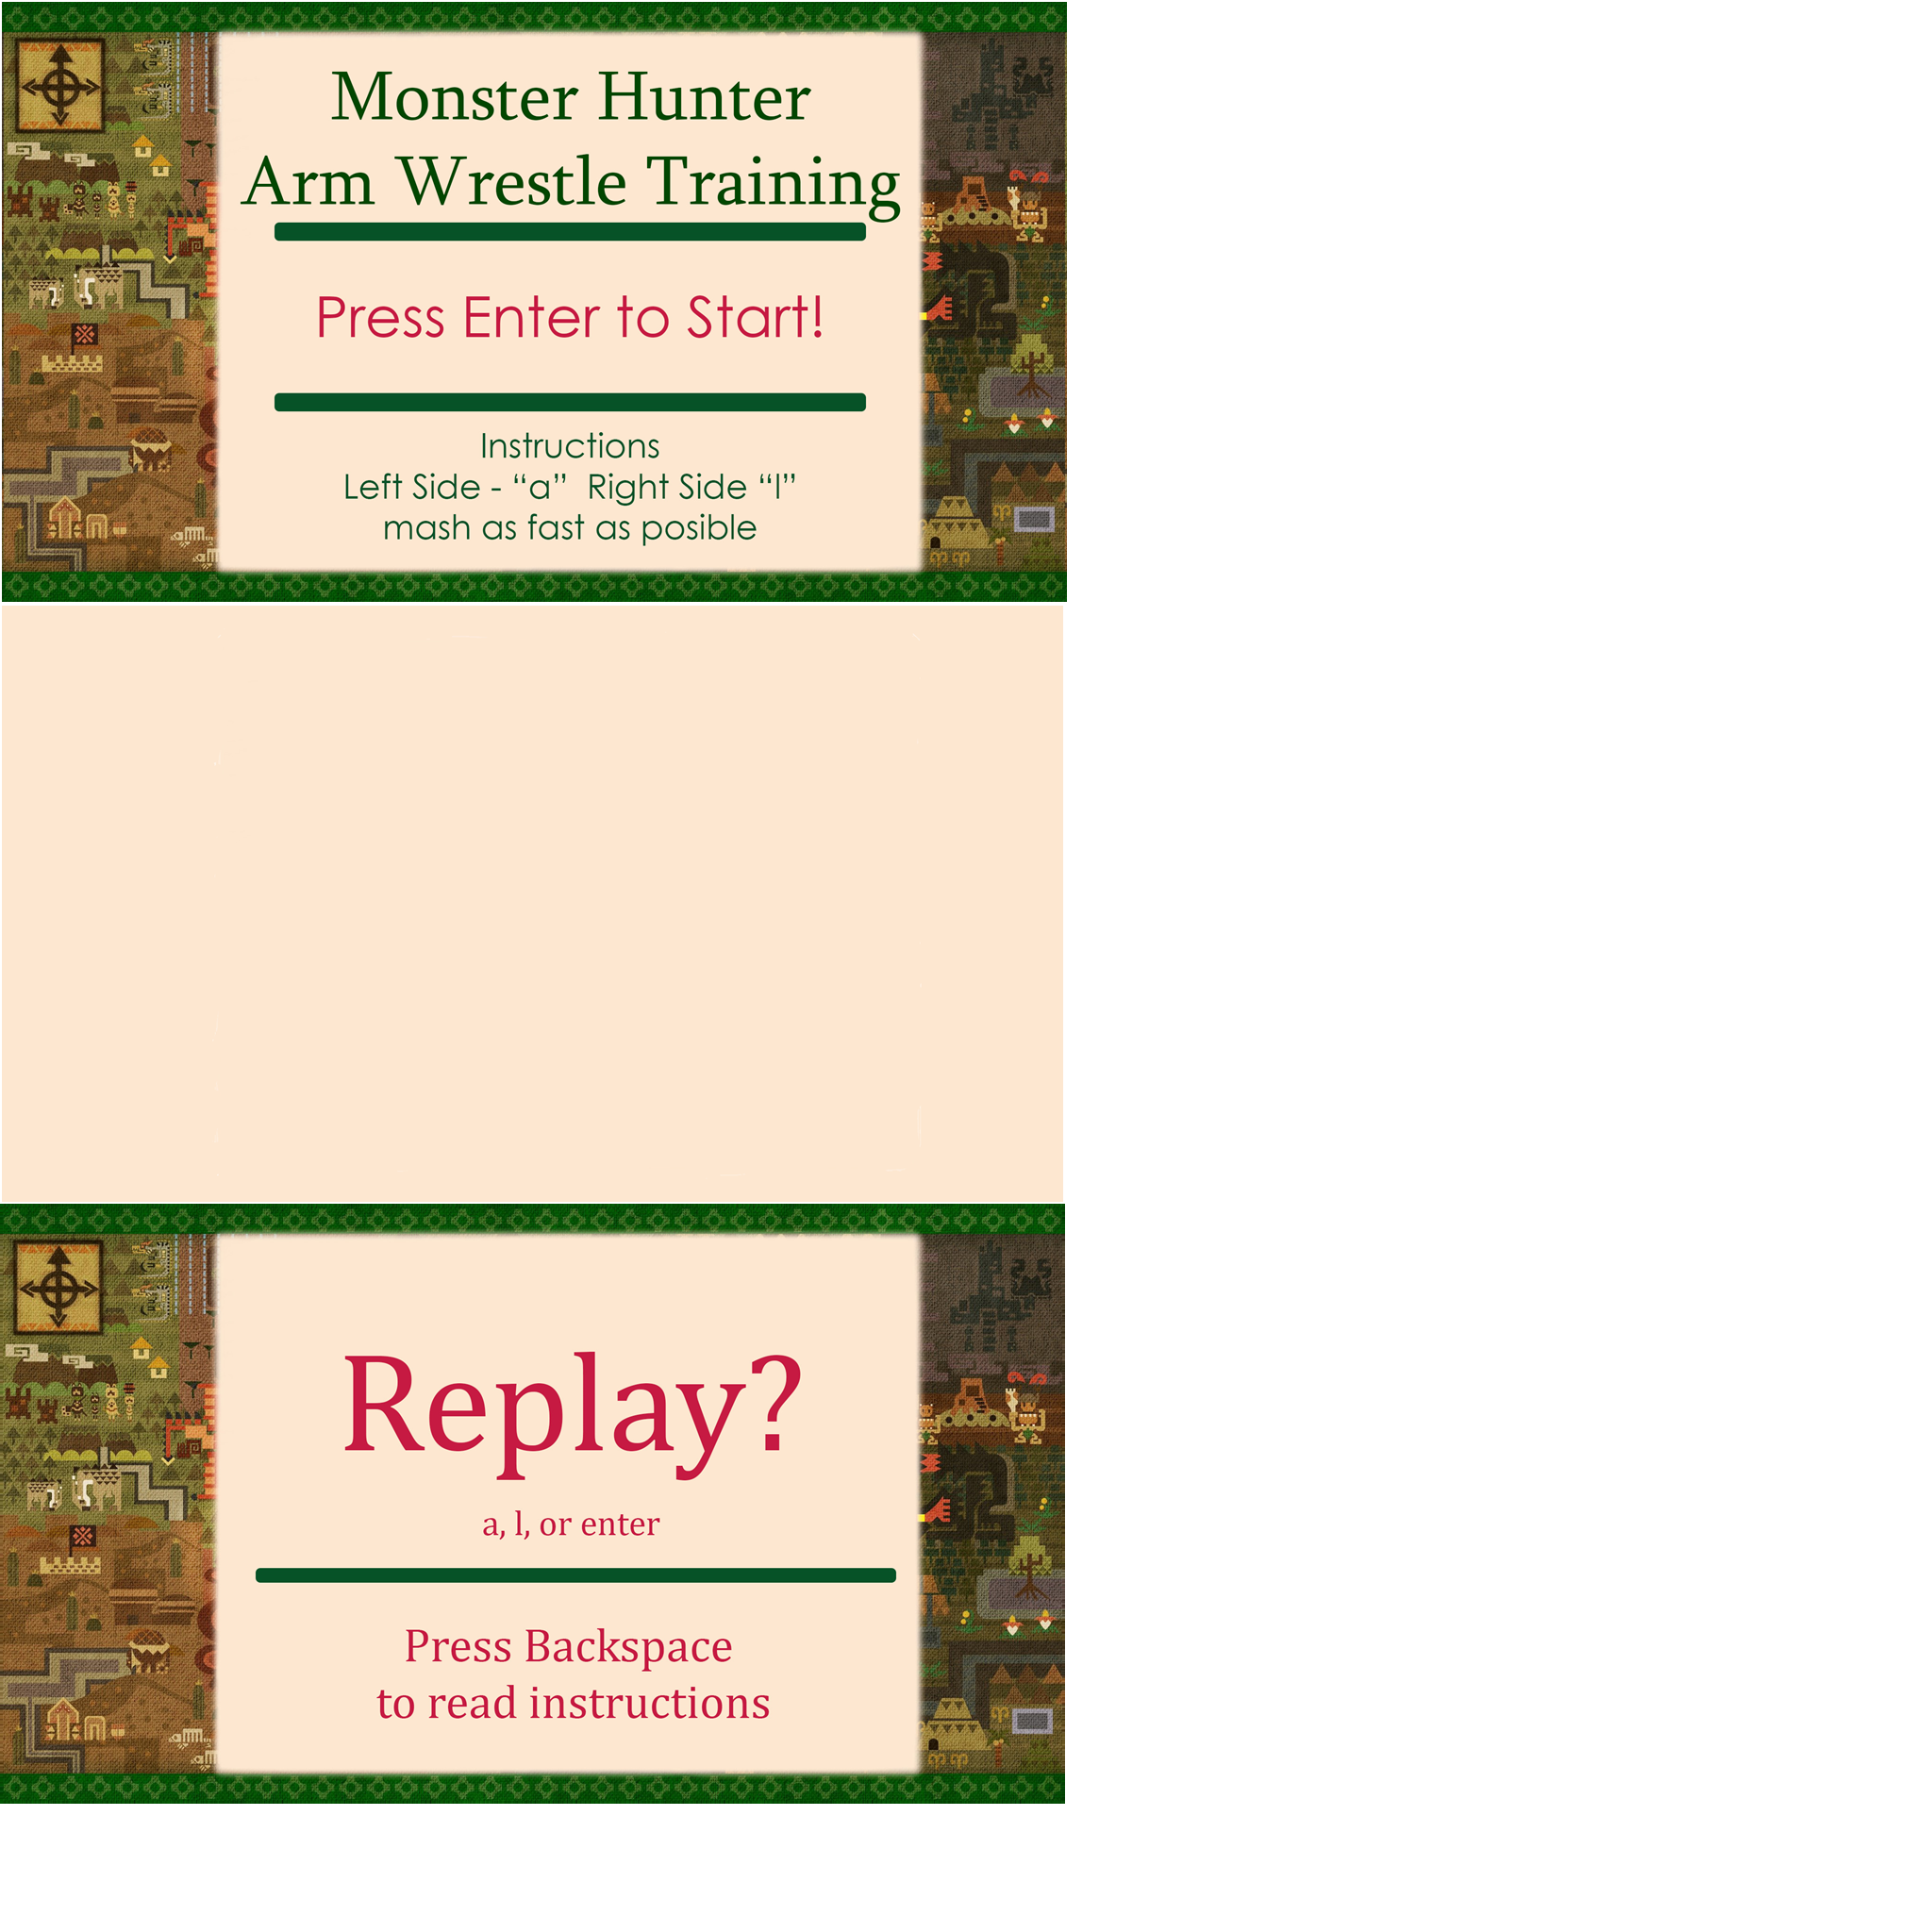 Monster Hunter
Arm Wrestle Training
Press Enter to Start!
Instructions
Left Side - “a”  Right Side “l”
mash as fast as posible
Replay?
a, l, or enter
Press Backspace
to read instructions